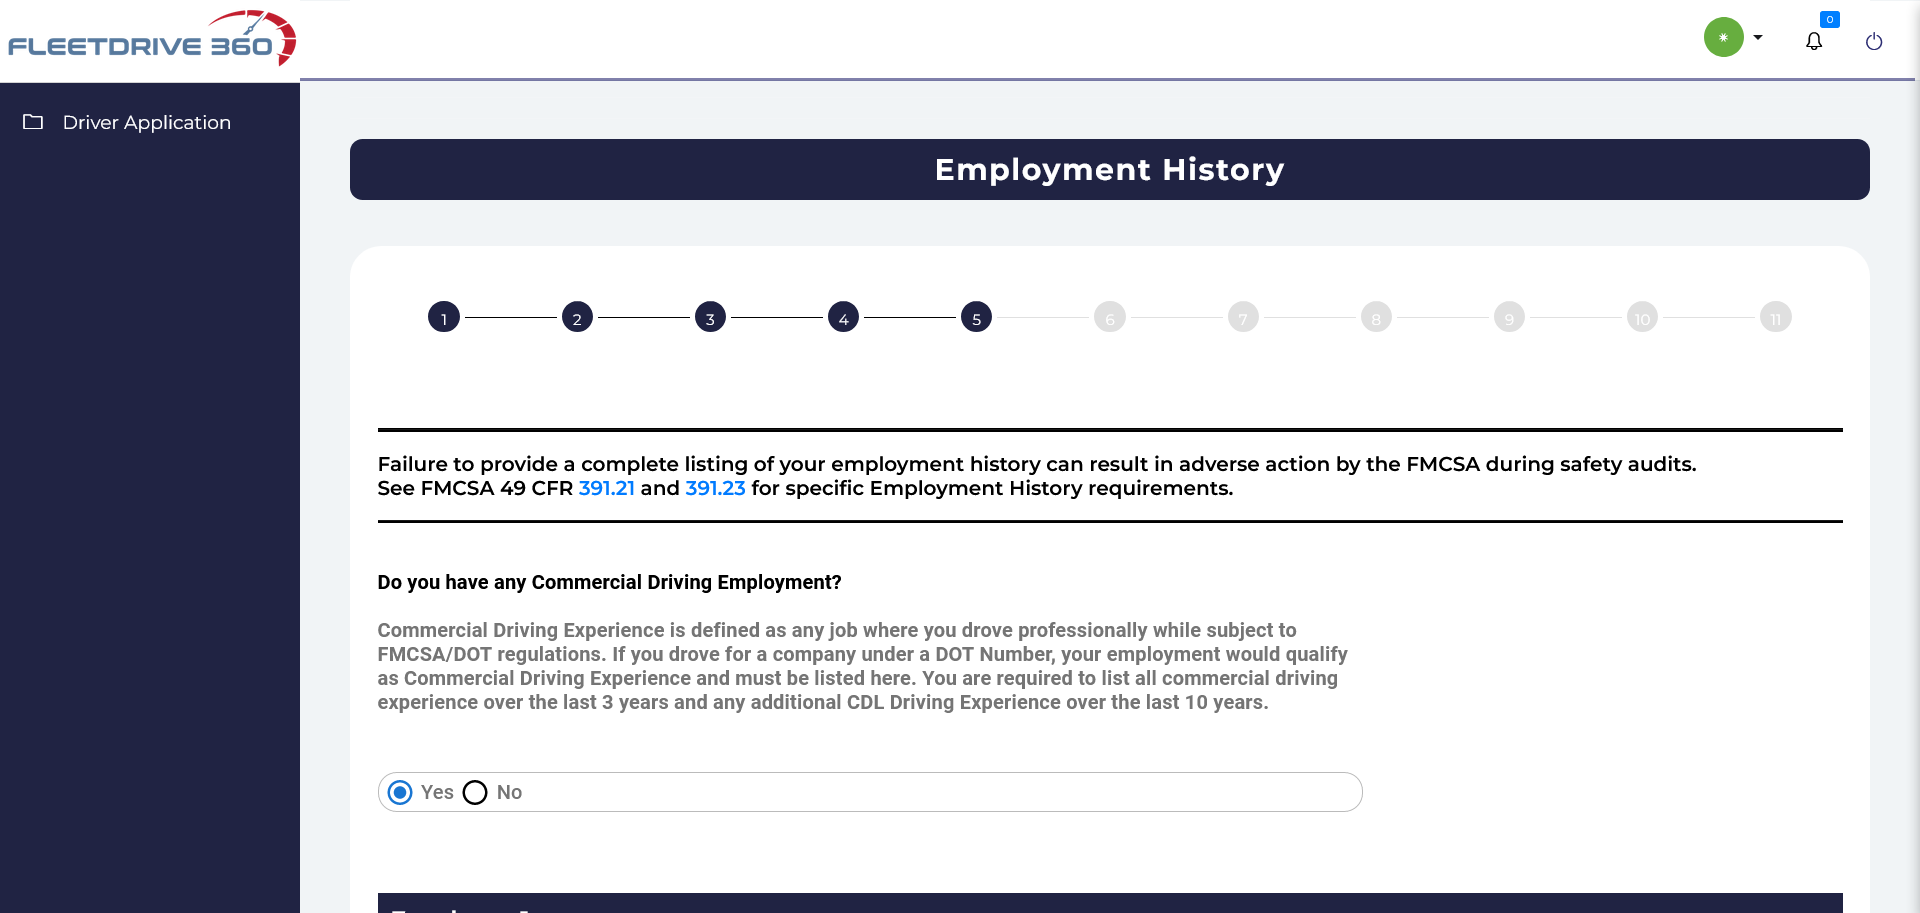 FLEETDRIVE 360
0
Driver Application
Employment History
1 2 3 4 5 6 7 8 9 10 11
Failure to provide a complete listing of your employment history can result in adverse action by the FMCSA during safety audits.
See FMCSA 49 CFR 391.21 and 391.23 for specific Employment History requirements.
Do you have any Commercial Driving Employment?
Commercial Driving Experience is defined as any job where you drove professionally while subject to
FMCSA/DOT regulations. If you drove for a company under a DOT Number, your employment would qualify
as Commercial Driving Experience and must be listed here. You are required to list all commercial driving
experience over the last 3 years and any additional CDL Driving Experience over the last 10 years.
Yes No